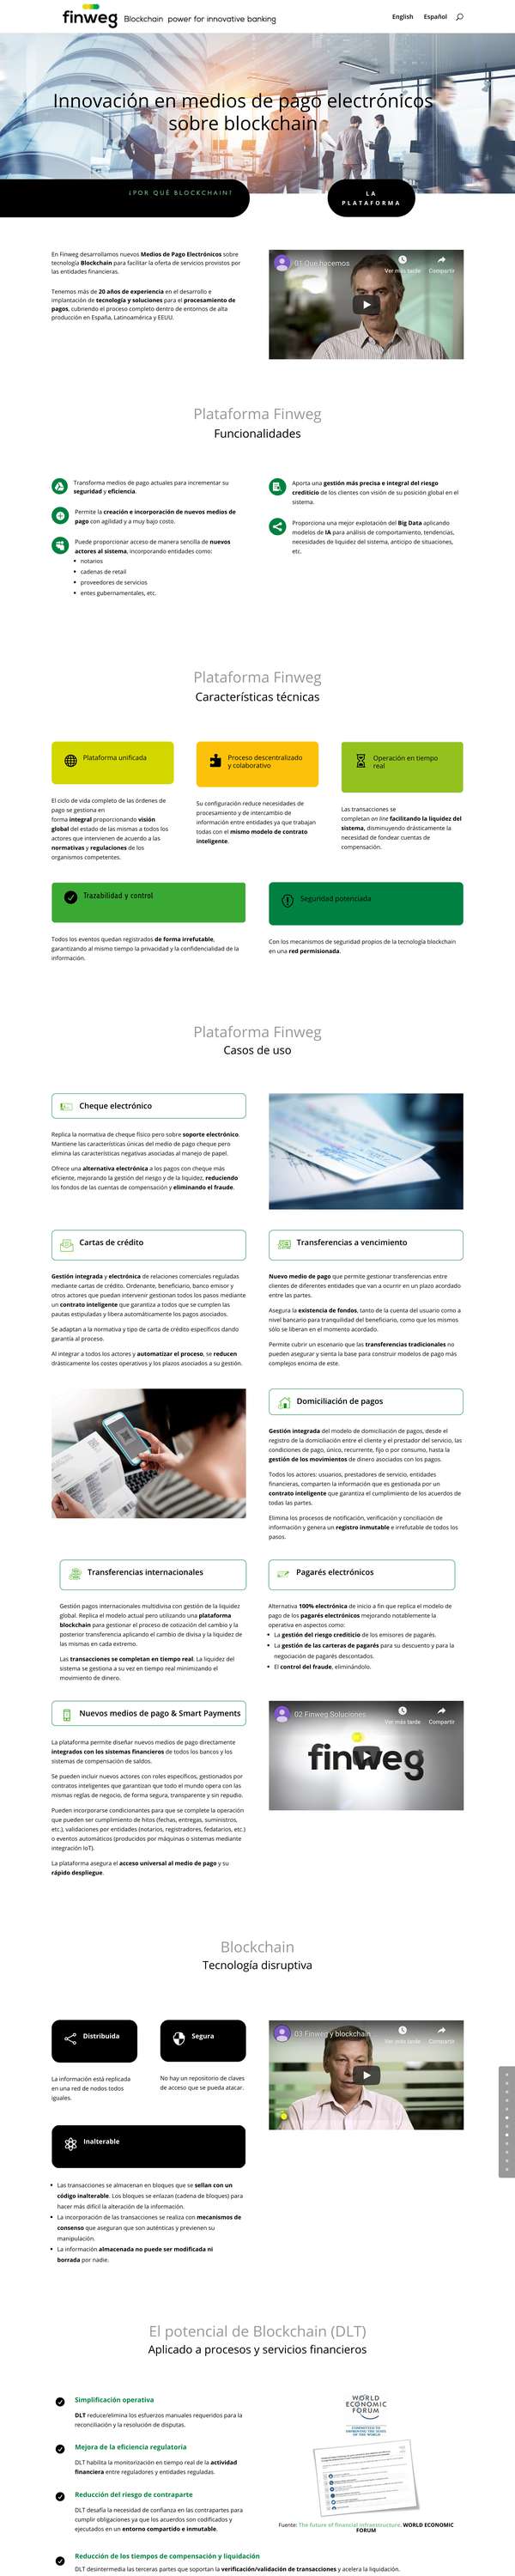 finweg Blockchain power for innovative banking
English Español
Innovación en medios de pago electrónicos
sobre blockchain
¿POR QUÉ BLOCKCHAIN?
LA
PLATAFORMA
En Finweg desarrollamos nuevos Medios de Pago Electrónicos sobre
tecnología Blockchain para facilitar la oferta de servicios provistos por
las entidades financieras.
Tenemos más de 20 años de experiencia en el desarrollo e
implantación de tecnología y soluciones para el procesamiento de
pagos, cubriendo el proceso completo dentro de entornos de alta
producción en España, Latinoamérica y EEUU.
01 Que hacemos
Ver más tarde
Compartir
Plataforma Finweg
Funcionalidades
Transforma medios de pago actuales para incrementar su
seguridad y eficiencia.
Permite la creación e incorporación de nuevos medios de
pago con agilidad y a muy bajo costo.
Puede proporcionar acceso de manera sencilla de nuevos
actores al sistema, incorporando entidades como:
• notarios
• cadenas de retail
• proveedores de servicios
• entes gubernamentales, etc.
Aporta una gestión más precisa e integral del riesgo
crediticio de los clientes con visión de su posición global en el
sistema.
Proporciona una mejor explotación del Big Data aplicando
modelos de IA para análisis de comportamiento, tendencias,
necesidades de liquidez del sistema, anticipo de situaciones,
etc.
Plataforma Finweg
Características técnicas
Plataforma unificada
El ciclo de vida completo de las órdenes de
pago se gestiona en
forma integral proporcionando visión
global del estado de las mismas a todos los
actores que intervienen de acuerdo a las
normativas y regulaciones de los
organismos competentes.
Proceso descentralizado
y colaborativo
Su configuración reduce necesidades de
procesamiento y de intercambio de
información entre entidades ya que trabajan
todas con el mismo modelo de contrato
inteligente.
Operación en tiempo
real
Las transacciones se
completan on line facilitando la liquidez del
sistema, disminuyendo drásticamente la
necesidad de fondear cuentas de
compensación.
Trazabilidad y control
Todos los eventos quedan registrados de forma irrefutable,
garantizando al mismo tiempo la privacidad y la confidencialidad de la
información.
Seguridad potenciada
Con los mecanismos de seguridad propios de la tecnología blockchain
en una red permisionada.
Plataforma Finweg
Casos de uso
Cheque electrónico
Replica la normativa de cheque físico pero sobre soporte electrónico.
Mantiene las características únicas del medio de pago cheque pero
elimina las características negativas asociadas al manejo de papel.
Ofrece una alternativa electrónica a los pagos con cheque más
eficiente, mejorando la gestión del riesgo y de la liquidez, reduciendo
los fondos de las cuentas de compensación y eliminando el fraude.
Cartas de crédito
Gestión integrada y electrónica de relaciones comerciales reguladas
mediante cartas de crédito. Ordenante, beneficiario, banco emisor y
otros actores que puedan intervenir gestionan todos los pasos mediante
un contrato inteligente que garantiza a todos que se cumplen las
pautas estipuladas y libera automáticamente los pagos asociados.
Se adaptan a la normativa y tipo de carta de crédito específicos dando
garantía al proceso.
Al integrar a todos los actores y automatizar el proceso, se reducen
drásticamente los costes operativos y los plazos asociados a su gestión.
Transferencias a vencimiento
Nuevo medio de pago que permite gestionar transferencias entre
clientes de diferentes entidades que van a ocurrir en un plazo acordado
entre las partes.
Asegura la existencia de fondos, tanto de la cuenta del usuario como a
nivel bancario para tranquilidad del beneficiario, como que los mismos
sólo se liberan en el momento acordado.
Permite cubrir un escenario que las transferencias tradicionales no
pueden asegurar y sienta la base para construir modelos de pago más
complejos encima de este.
Domiciliación de pagos
Gestión integrada del modelo de domiciliación de pagos, desde el
registro de la domiciliación entre el cliente y el prestador del servicio, las
condiciones de pago, único, recurrente, fijo o por consumo, hasta la
gestión de los movimientos de dinero asociados con los pagos.
Todos los actores: usuarios, prestadores de servicio, entidades
financieras, comparten la información que es gestionada por un
contrato inteligente que garantiza el cumplimiento de los acuerdos de
todas las partes.
Elimina los procesos de notificación, verificación y conciliación de
información y genera un registro inmutable e irrefutable de todos los
pasos.
Transferencias internacionales
Gestión pagos internacionales multidivisa con gestión de la liquidez
global. Replica el modelo actual pero utilizando una plataforma
blockchain para gestionar el proceso de cotización del cambio y la
posterior transferencia aplicando el cambio de divisa y la liquidez de
las mismas en cada extremo.
Las transacciones se completan en tiempo real. La liquidez del
sistema se gestiona a su vez en tiempo real minimizando el
movimiento de dinero.
Pagarés electrónicos
Alternativa 100% electrónica de inicio a fin que replica el modelo de
pago de los pagarés electrónicos mejorando notablemente la
operativa en aspectos como:
• La gestión del riesgo crediticio de los emisores de pagarés.
• La gestión de las carteras de pagarés para su descuento y para la
negociación de pagarés descontados.
• El control del fraude, eliminándolo.
Nuevos medios de pago & Smart Payments
La plataforma permite diseñar nuevos medios de pago directamente
integrados con los sistemas financieros de todos los bancos y los
sistemas de compensación de saldos.
Se pueden incluir nuevos actores con roles específicos, gestionados por
contratos inteligentes que garantizan que todo el mundo opera con las
mismas reglas de negocio, de forma segura, transparente y sin repudio.
Pueden incorporarse condicionantes para que se complete la operación
que pueden ser cumplimiento de hitos (fechas, entregas, suministros,
etc.), validaciones por entidades (notarios, registradores, fedatarios, etc.)
o eventos automáticos (producidos por máquinas o sistemas mediante
integración IoT).
La plataforma asegura el acceso universal al medio de pago y su
rápido despliegue.
02 Finweg Soluciones
Ver más tarde
Compartir
finweg
Blockchain
Tecnología disruptiva
Distribuida
La información está replicada
en una red de nodos todos
iguales.
Segura
No hay un repositorio de claves
de acceso que se pueda atacar.
03 Finweg y blockchain
Ver más tarde
Compartir
Inalterable
• Las transacciones se almacenan en bloques que se sellan con un
código inalterable. Los bloques se enlazan (cadena de bloques) para
hacer más difícil la alteración de la información.
• La incorporación de las transacciones se realiza con mecanismos de
consenso que aseguran que son auténticas y previenen su
manipulación.
• La información almacenada no puede ser modificada ni
borrada por nadie.
El potencial de Blockchain (DLT)
Aplicado a procesos y servicios financieros
Simplificación operativa
DLT reduce/elimina los esfuerzos manuales requeridos para la
reconciliación y la resolución de disputas.
Mejora de la eficiencia regulatoria
DLT habilita la monitorización en tiempo real de la actividad
financiera entre reguladores y entidades reguladas.
Reducción del riesgo de contraparte
DLT desafía la necesidad de confianza en las contrapartes para
cumplir obligaciones ya que los acuerdos son codificados y
ejecutados en un entorno compartido e inmutable.
WORLD
ECONOMIC
FORUM
COMMITTED TO
IMPROVING THE STATE
OF THE WORLD
Fuente: The future of financial infraestructure. WORLD ECONOMIC
FORUM
Reducción de los tiempos de compensación y liquidación
DLT desintermedia las terceras partes que soportan la verificación/validación de transacciones y acelera la liquidación.